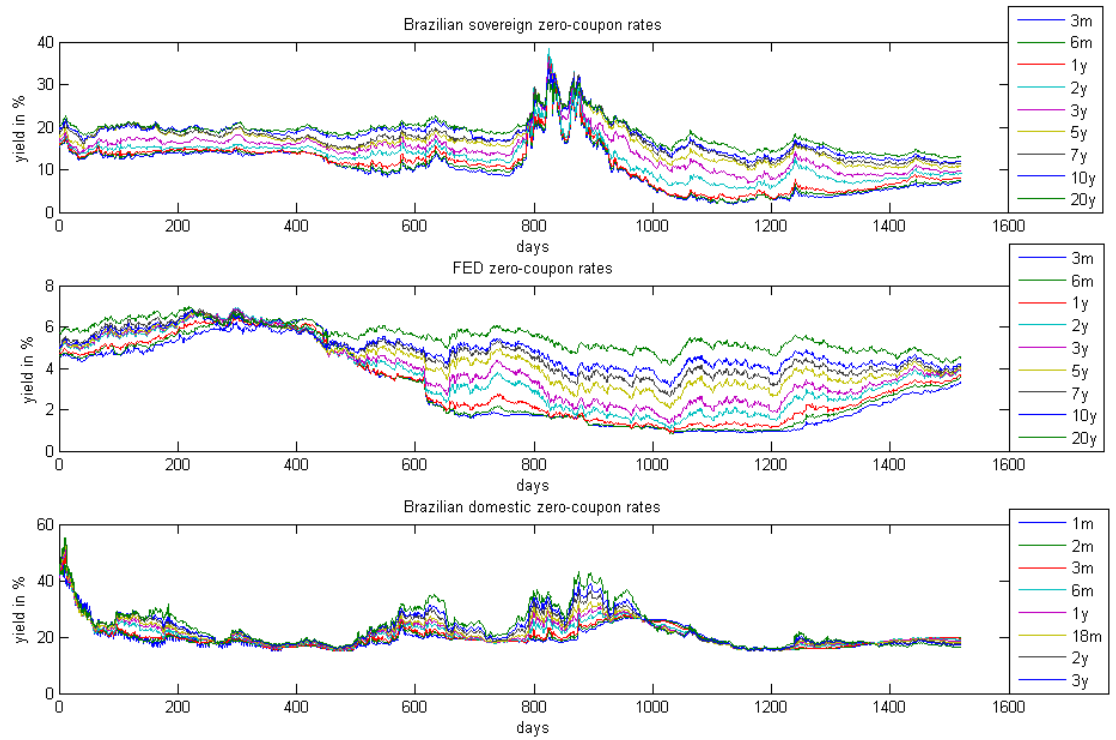 Brazilian sovereign zero-coupon rates
yield in %
40
30
20
10
0
0 200 400 600 800 1000 1200 1400 1600
days
3m
6m
1y
2y
3y
5y
7y
10y
20y
FED zero-coupon rates
yield in %
8
6
4
2
0
0 200 400 600 800 1000 1200 1400 1600
days
3m
6m
1y
2y
3y
5y
7y
10y
20y
Brazilian domestic zero-coupon rates
yield in %
60
40
20
0
0 200 400 600 800 1000 1200 1400 1600
days
1m
2m
3m
6m
1y
18m
2y
3y